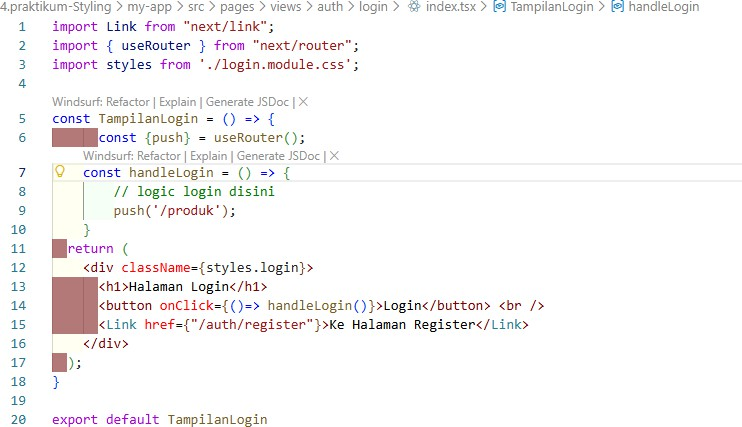 4.praktikum-Styling > my-app > src > pages > views > auth > login > index.tsx > TampilanLogin > handleLogin
1 import Link from "next/link";
2 import { useRouter } from "next/router";
3 import styles from './login.module.css';
4
Windsurf: Refactor | Explain | Generate JSDoc | X
5 const TampilanLogin = () => {
6 const {push} = useRouter();
Windsurf: Refactor | Explain | Generate JSDoc | X
7 const handleLogin = () => {
8 // logic login disini
9 push('/produk');
10 }
11 return (
12 <div className={styles.login}>
13 <h1>Halaman Login</h1>
14 <button onClick={()=> handleLogin()}>Login</button> <br />
15 <Link href={"/auth/register"}>Ke Halaman Register</Link>
16 </div>
17 );
18 }
19
20 export default TampilanLogin